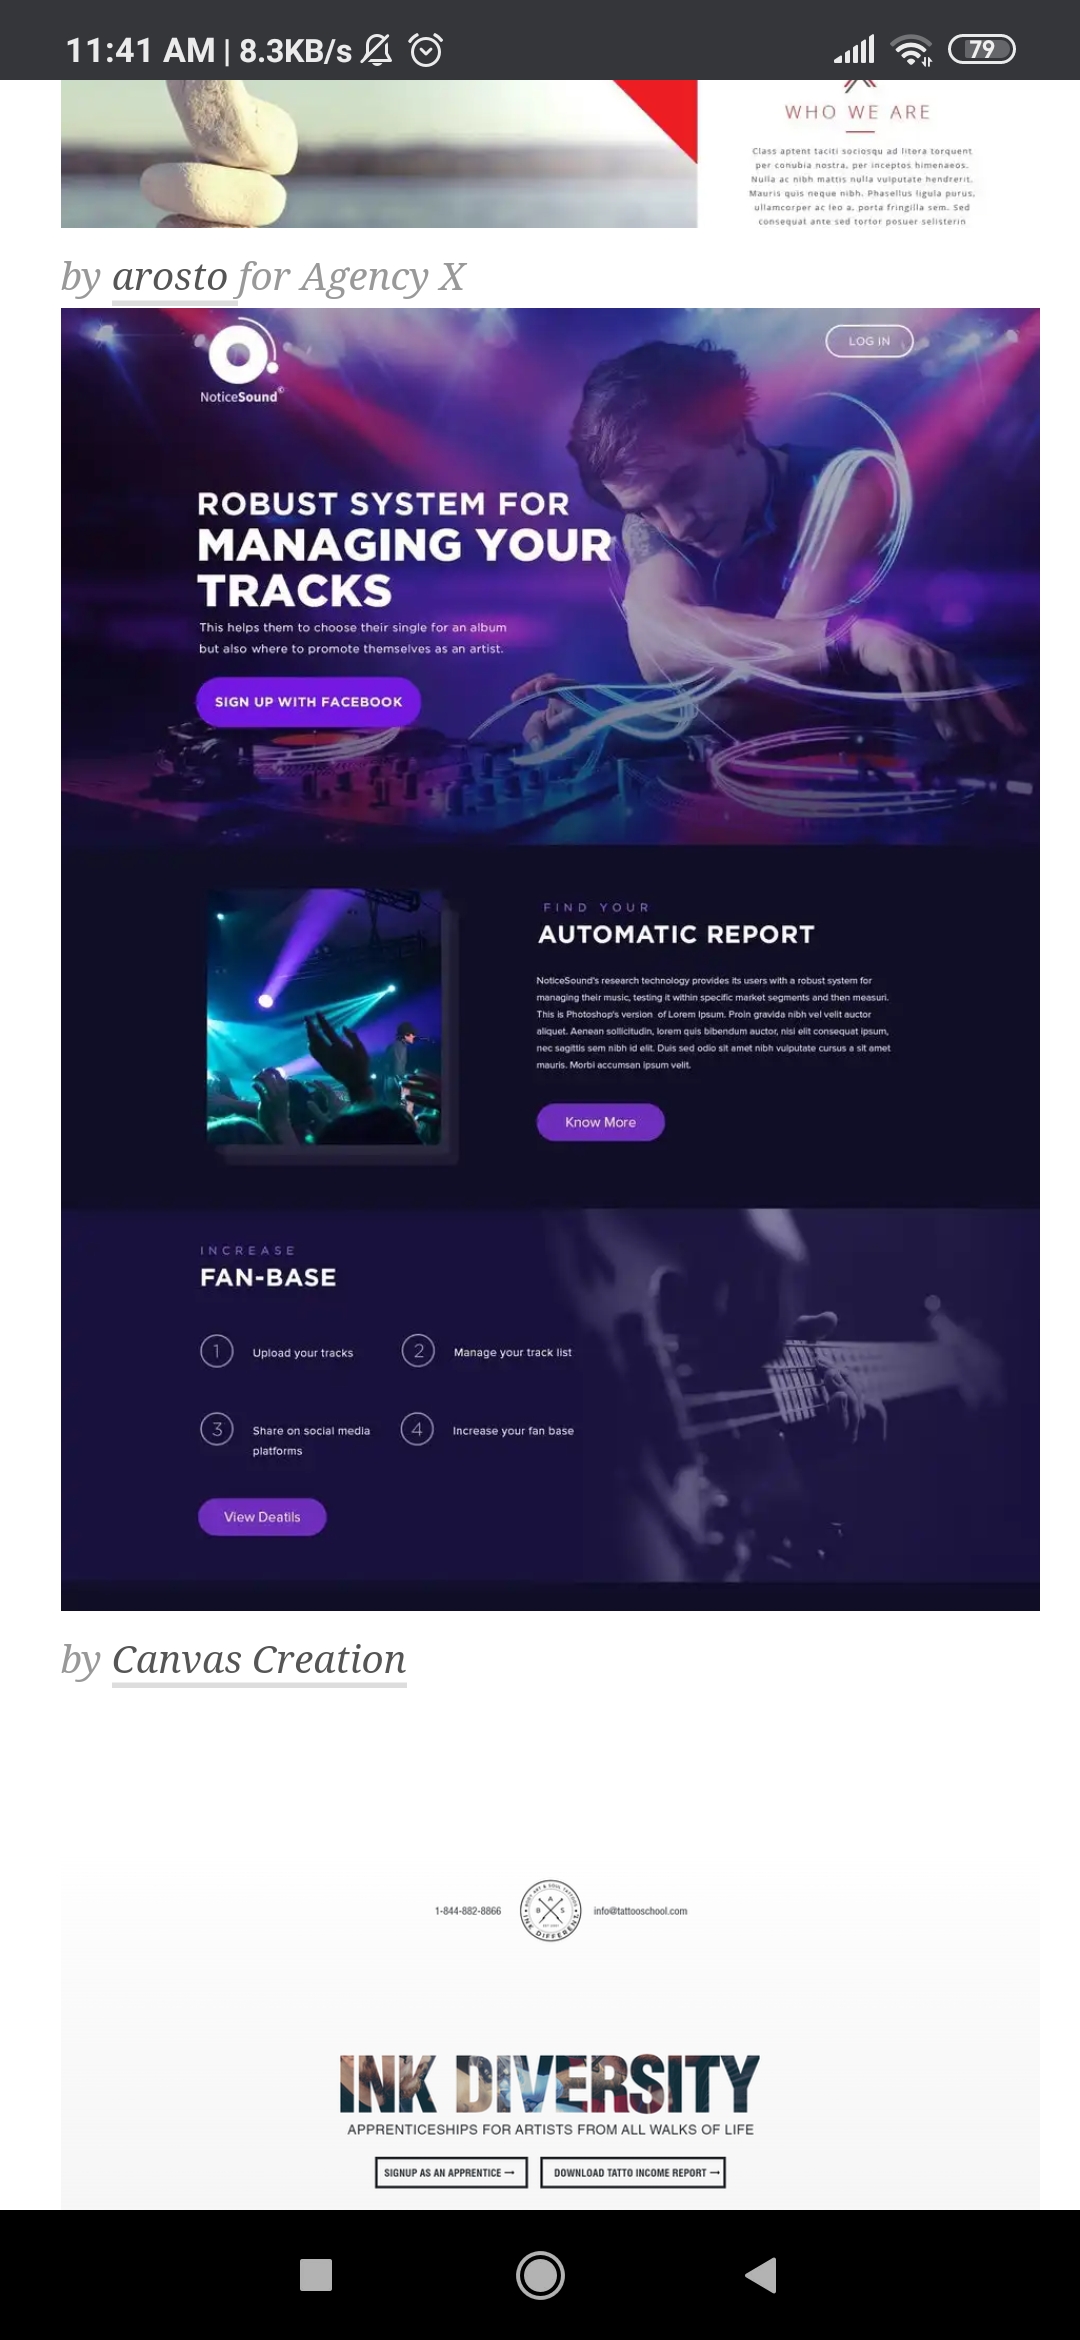 11:41 AM | 8.3KB/s
79
WHO WE ARE
Class aptent taciti sociosqu ad litora torquent
per conubia nostra, per inceptos himenaeos.
Nulla ac nibh mattis nulla vulputate hendrerit.
Mauris quis neque nibh. Phasellus ligula purus,
ullamcorper ac leo a, porta fringilla sem. Sed
consequat ante sed tortor posuer selisterin
by arosto for Agency X
NoticeSound©
LOG IN
ROBUST SYSTEM FOR
MANAGING YOUR
TRACKS
This helps them to choose their single for an album
but also where to promote themselves as an artist.
SIGN UP WITH FACEBOOK
FIND YOUR
AUTOMATIC REPORT
NoticeSound's research technology provides its users with a robust system for
managing their music, testing it within specific market segments and then measuri.
This is Photoshop's version of Lorem Ipsum. Proin gravida nibh vel velit auctor
aliquet. Aenean sollicitudin, lorem quis bibendum auctor, nisi elit consequat ipsum,
nec sagittis sem nibh id elit. Duis sed odio sit amet nibh vulputate cursus a sit amet
mauris. Morbi accumsan ipsum velit.
Know More
INCREASE
FAN-BASE
1 Upload your tracks
2 Manage your track list
3 Share on social media
platforms
4 Increase your fan base
View Deatils
by Canvas Creation
1-844-882-8866
BODY ART & SOUL TATTOOS
A
B S
INK DIFFERENT
info@tattooschool.com
INK DIVERSITY
APPRENTICESHIPS FOR ARTISTS FROM ALL WALKS OF LIFE
SIGNUP AS AN APPRENTICE →
DOWNLOAD TATTO INCOME REPORT →